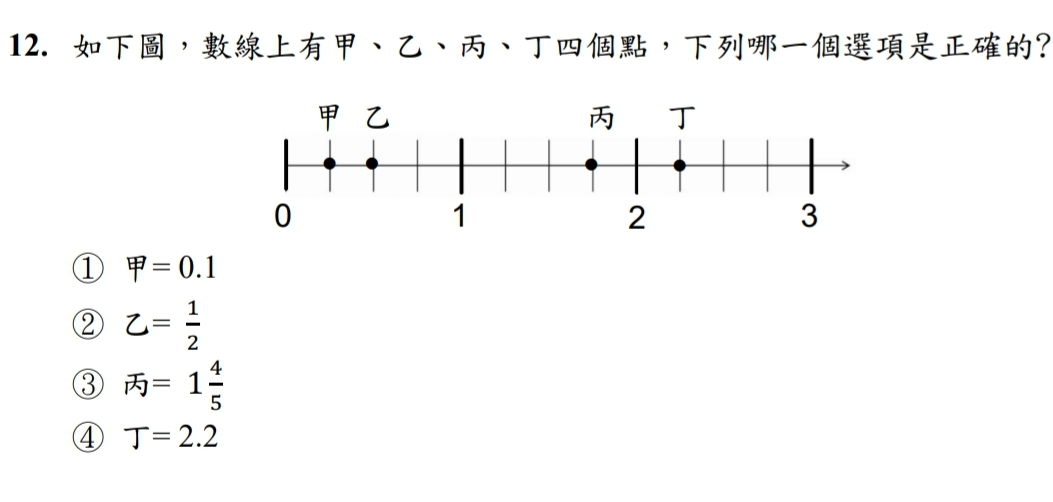 12. 如下圖，數線上有甲、乙、丙、丁四個點，下列哪一個選項是正確的?
甲 乙 丙 丁
0 1 2 3
① 甲= 0.1
② 乙= 1/2
③ 丙= 1 4/5
④ 丁= 2.2